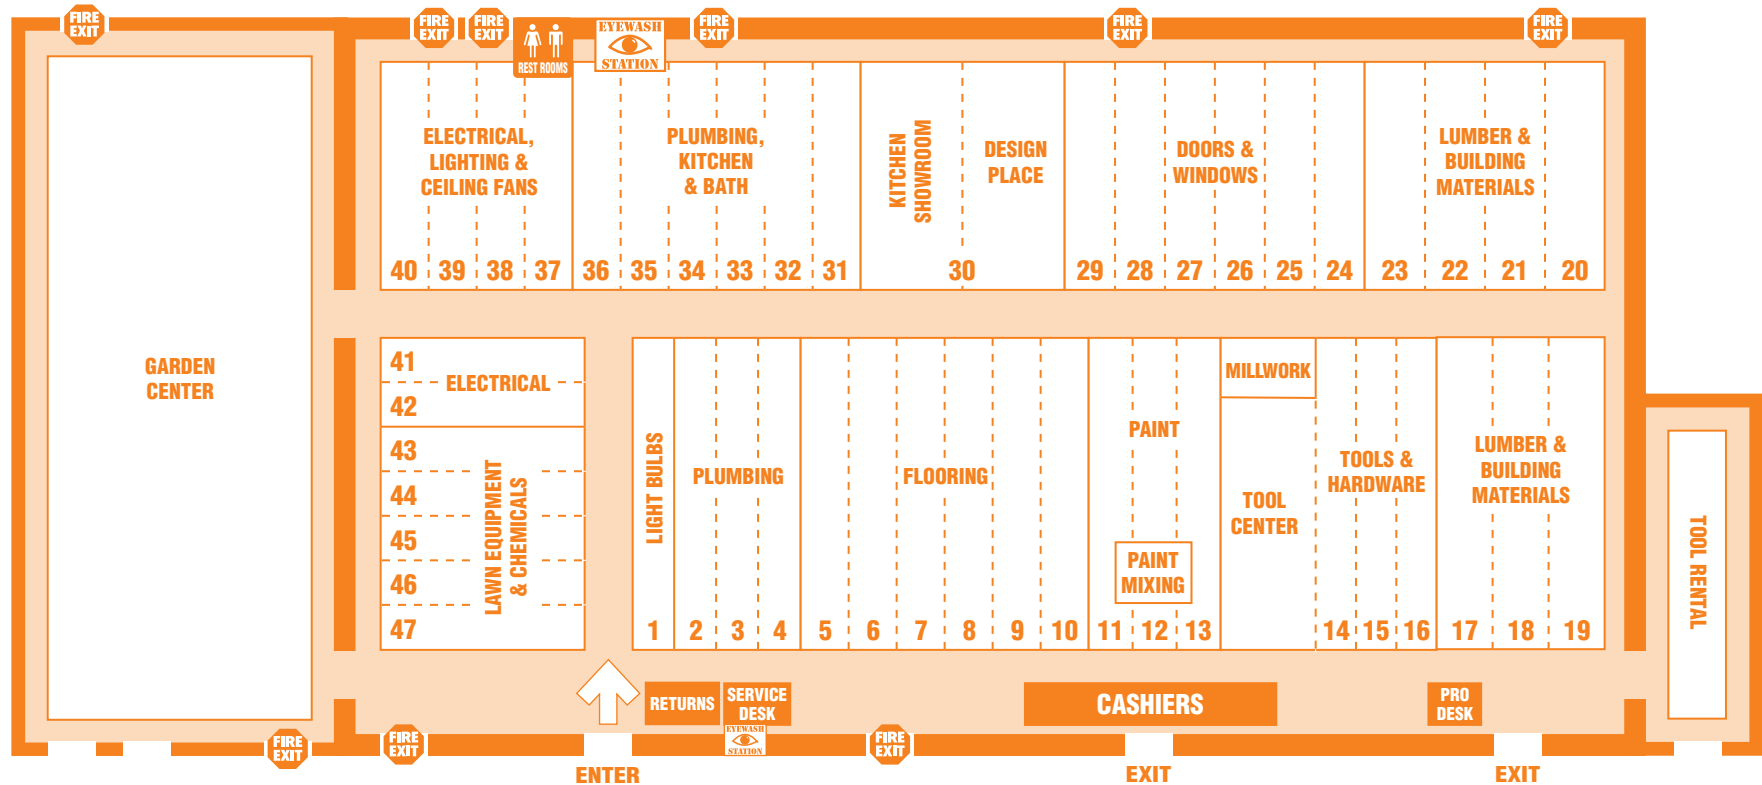 FIRE
EXIT
FIRE
EXIT
FIRE
EXIT
REST ROOMS
EYEWASH
STATION
FIRE
EXIT
FIRE
EXIT
FIRE
EXIT
ELECTRICAL,
LIGHTING &
CEILING FANS
40 39 38 37
PLUMBING,
KITCHEN
& BATH
36 35 34 33 32 31
KITCHEN
SHOWROOM
DESIGN
PLACE
30
DOORS &
WINDOWS
29 28 27 26 25 24
LUMBER &
BUILDING
MATERIALS
23 22 21 20
GARDEN
CENTER
41
ELECTRICAL
42
43
44
45
46
47
LAWN EQUIPMENT
& CHEMICALS
LIGHT BULBS
1
PLUMBING
2 3 4
FLOORING
5 6 7 8 9 10
PAINT
PAINT
MIXING
11 12 13
MILLWORK
TOOL
CENTER
TOOLS &
HARDWARE
14 15 16
LUMBER &
BUILDING
MATERIALS
17 18 19
TOOL RENTAL
RETURNS
SERVICE
DESK
EYEWASH
STATION
CASHIERS
PRO
DESK
FIRE
EXIT
FIRE
EXIT
FIRE
EXIT
ENTER
EXIT
EXIT